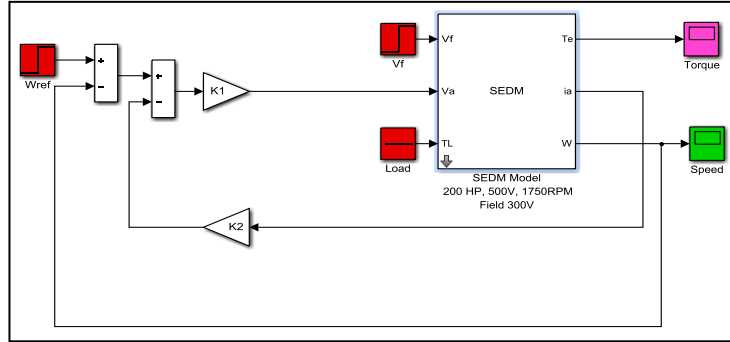 Wref
+
−
+
−
K1
Vf
Load
Vf
Va
TL
SEDM
Te
ia
W
SEDM Model
200 HP, 500V, 1750RPM
Field 300V
Torque
Speed
K2